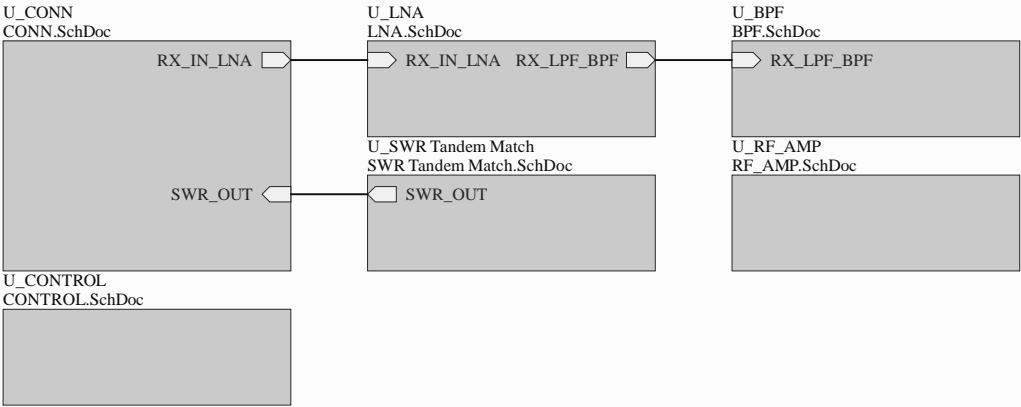 U_CONN
CONN.SchDoc
RX_IN_LNA
SWR_OUT
U_LNA
LNA.SchDoc
RX_IN_LNA RX_LPF_BPF
U_BPF
BPF.SchDoc
RX_LPF_BPF
U_SWR Tandem Match
SWR Tandem Match.SchDoc
SWR_OUT
U_RF_AMP
RF_AMP.SchDoc
U_CONTROL
CONTROL.SchDoc